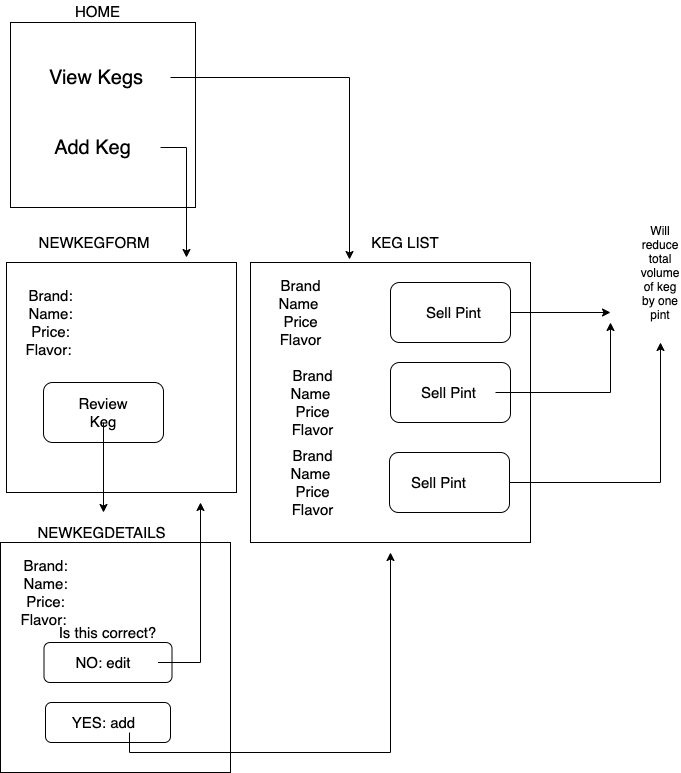 HOME
View Kegs
Add Keg
NEWKEGFORM
Brand:
Name:
Price:
Flavor:
Review
Keg
KEG LIST
Brand
Name
Price
Flavor
Sell Pint
Brand
Name
Price
Flavor
Sell Pint
Brand
Name
Price
Flavor
Sell Pint
Will
reduce
total
volume
of keg
by one
pint
NEWKEGDETAILS
Brand:
Name:
Price:
Flavor:
Is this correct?
NO: edit
YES: add